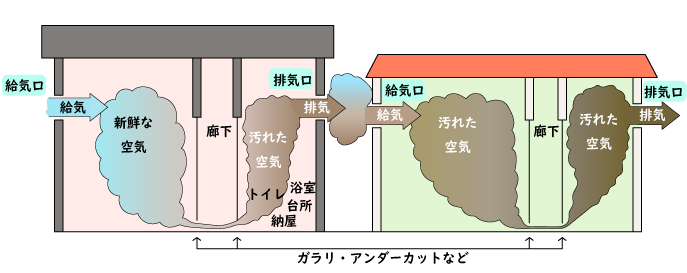 給気口
給気
新鮮な
空気
廊下
排気口
排気
汚れた
空気
トイレ
浴室
台所
納屋
給気口
給気
汚れた
空気
廊下
汚れた
空気
排気口
排気
ガラリ・アンダーカットなど